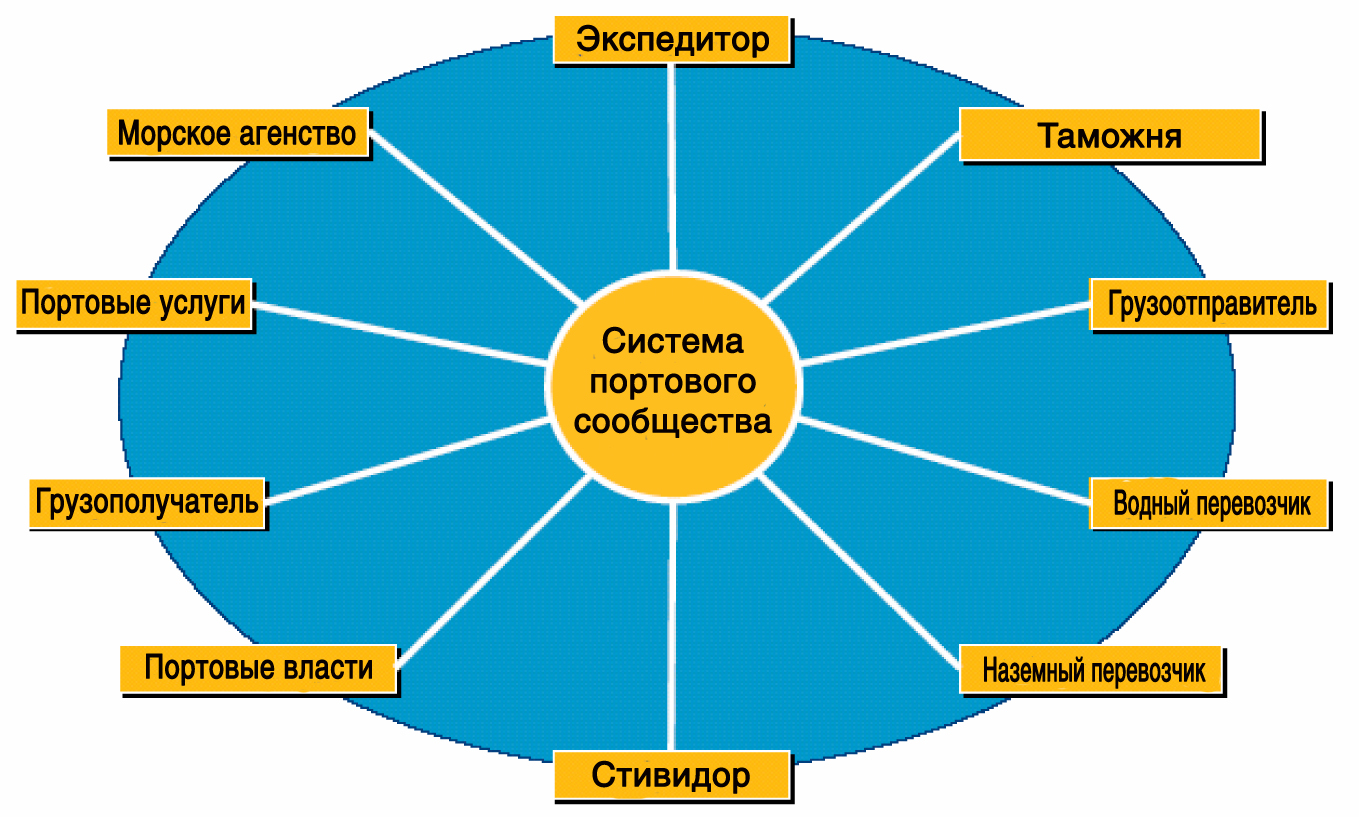 Экспедитор
Морское агенство
Таможня
Портовые услуги
Грузоотправитель
Система
портового
сообщества
Грузополучатель
Водный перевозчик
Портовые власти
Наземный перевозчик
Стивидор